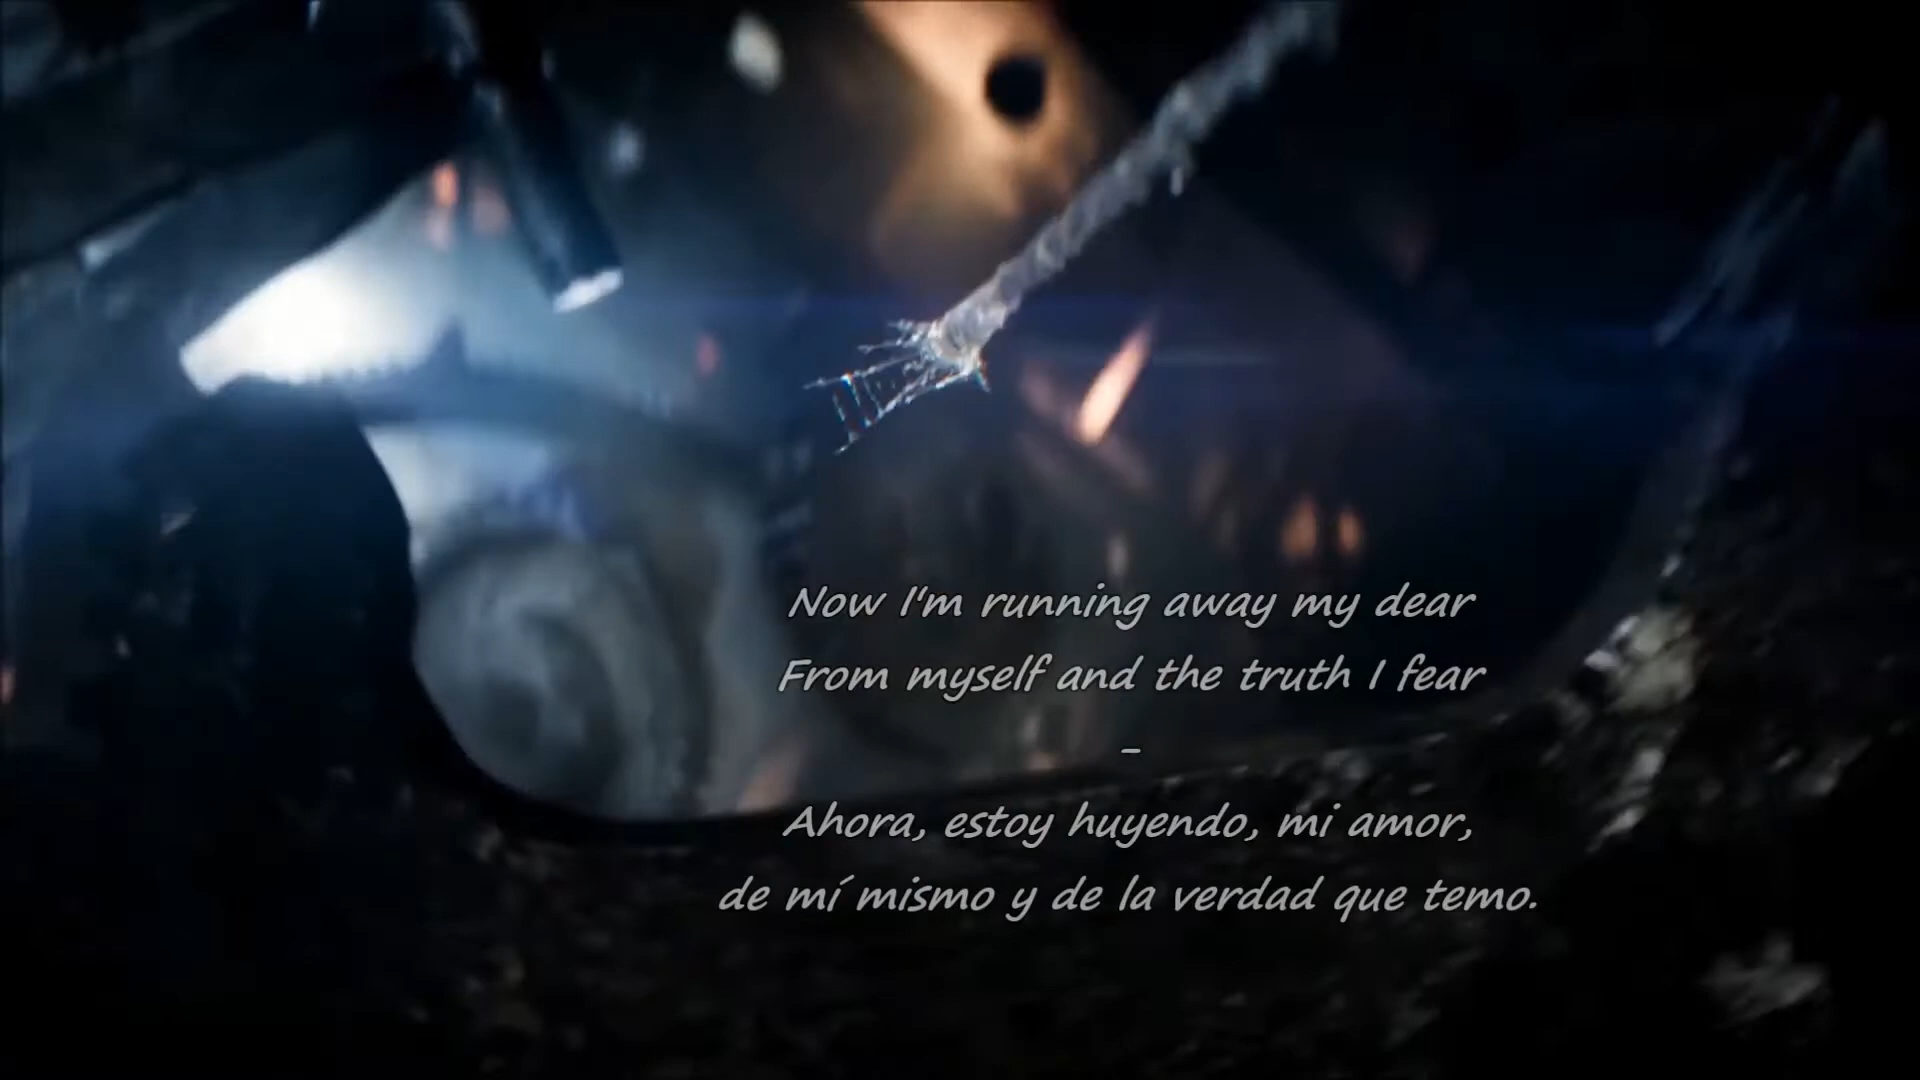 Now I'm running away my dear
From myself and the truth I fear
-
Ahora, estoy huyendo, mi amor,
de mí mismo y de la verdad que temo.